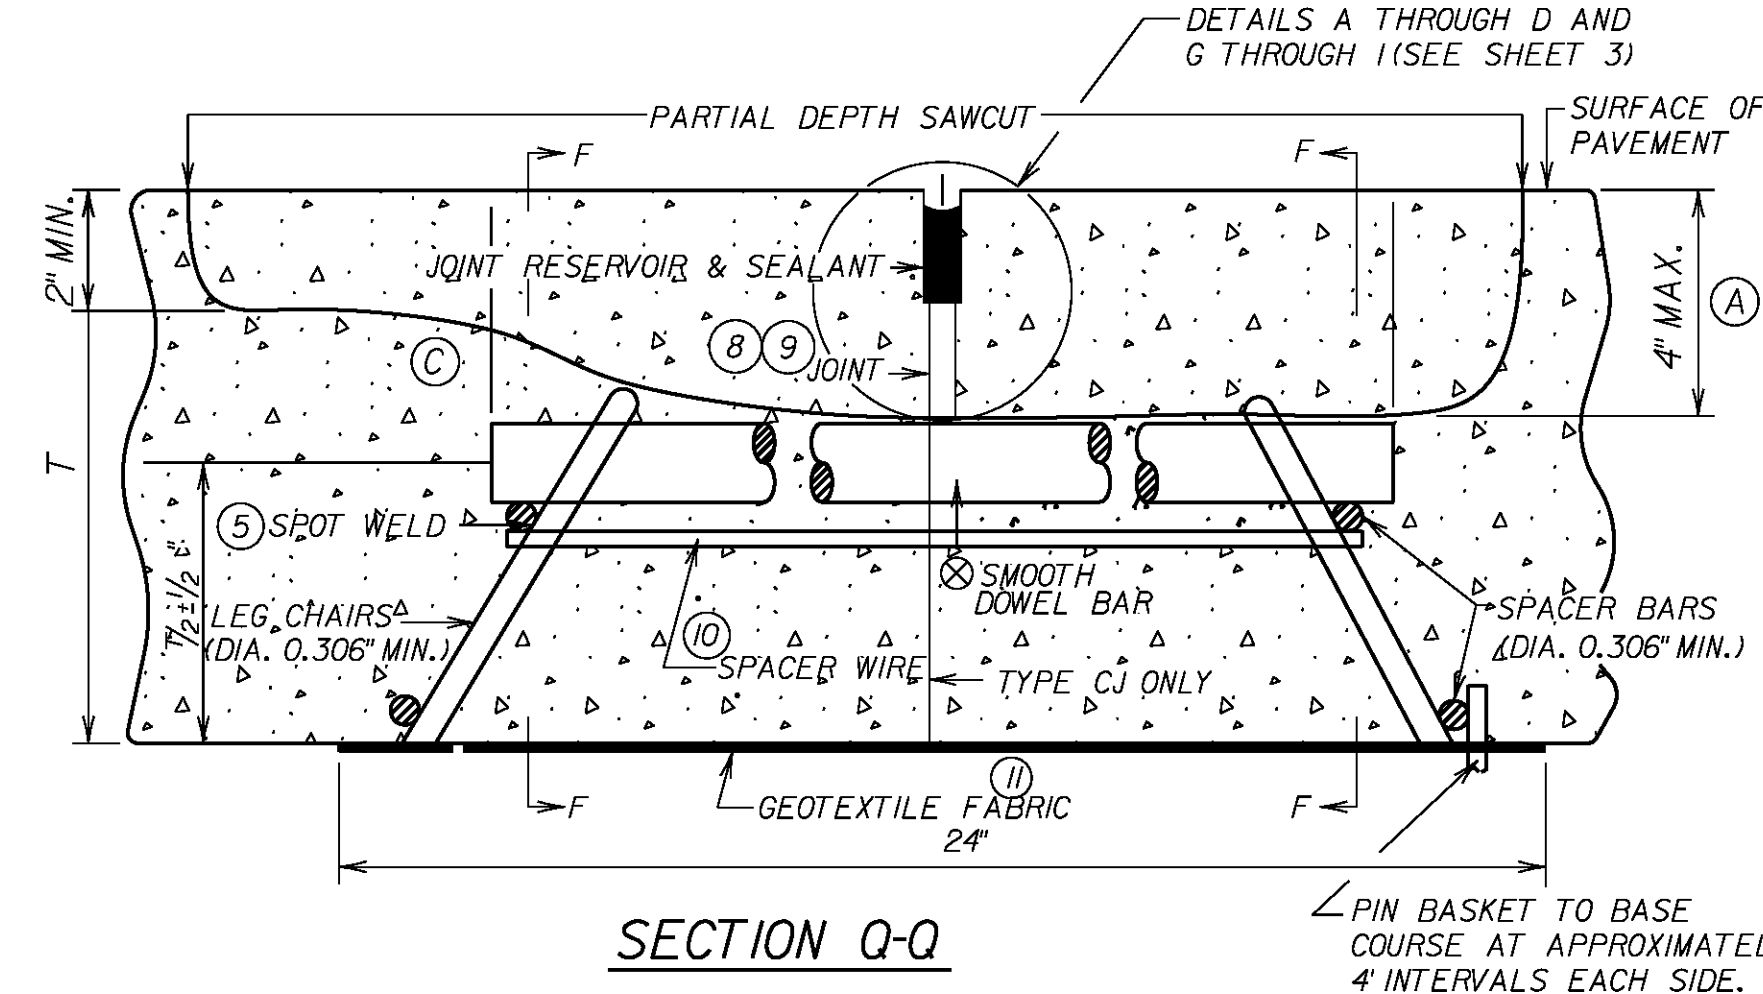 DETAILS A THROUGH D AND
G THROUGH I (SEE SHEET 3)
PARTIAL DEPTH SAWCUT
SURFACE OF
PAVEMENT
F
F
2" MIN.
JOINT RESERVOIR & SEALANT
4" MAX.
A
8 9
C
JOINT
T
5 SPOT WELD
T/2±1/2"
SMOOTH
DOWEL BAR
LEG CHAIRS
(DIA. 0.306" MIN.)
SPACER BARS
(DIA. 0.306" MIN.)
10
SPACER WIRE
TYPE CJ ONLY
11
F
GEOTEXTILE FABRIC
F
24"
SECTION Q-Q
PIN BASKET TO BASE
COURSE AT APPROXIMATEL
4' INTERVALS EACH SIDE.